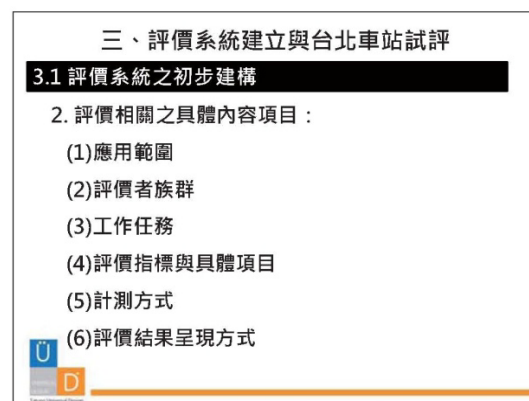 三、評價系統建立與台北車站試評
3.1 評價系統之初步建構
2. 評價相關之具體內容項目：
(1)應用範圍
(2)評價者族群
(3)工作任務
(4)評價指標與具體項目
(5)計測方式
(6)評價結果呈現方式
Ü
D